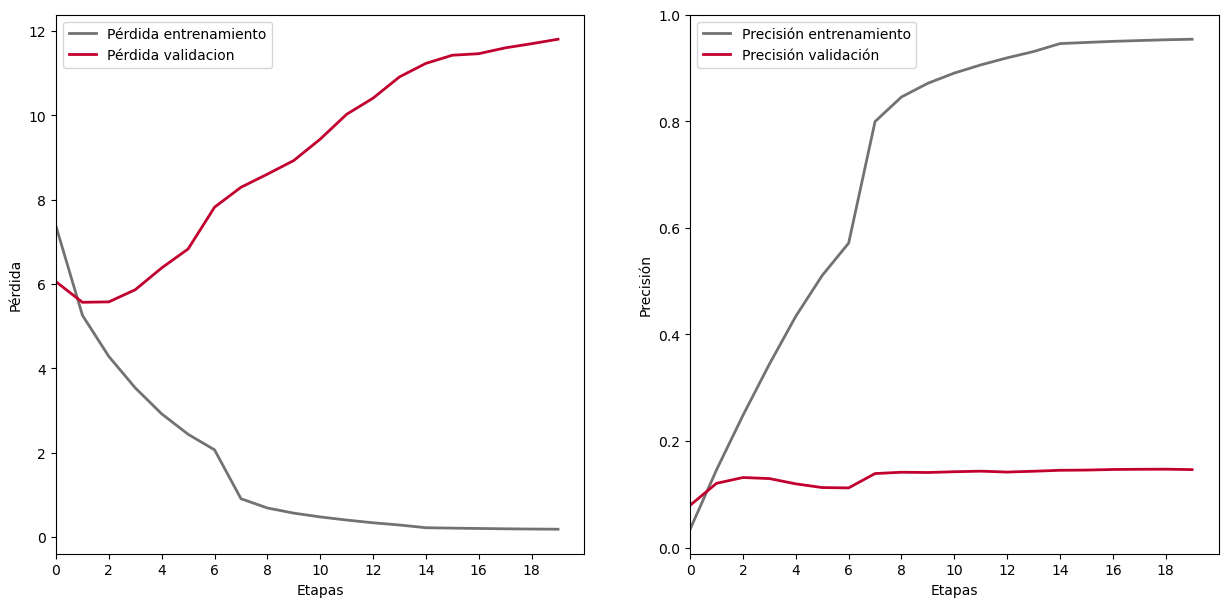 Pérdida entrenamiento
Pérdida validacion
12
10
8
6
4
2
0
Pérdida
0 2 4 6 8 10 12 14 16 18
Etapas
Precisión entrenamiento
Precisión validación
1.0
0.8
0.6
0.4
0.2
0.0
Precisión
0 2 4 6 8 10 12 14 16 18
Etapas